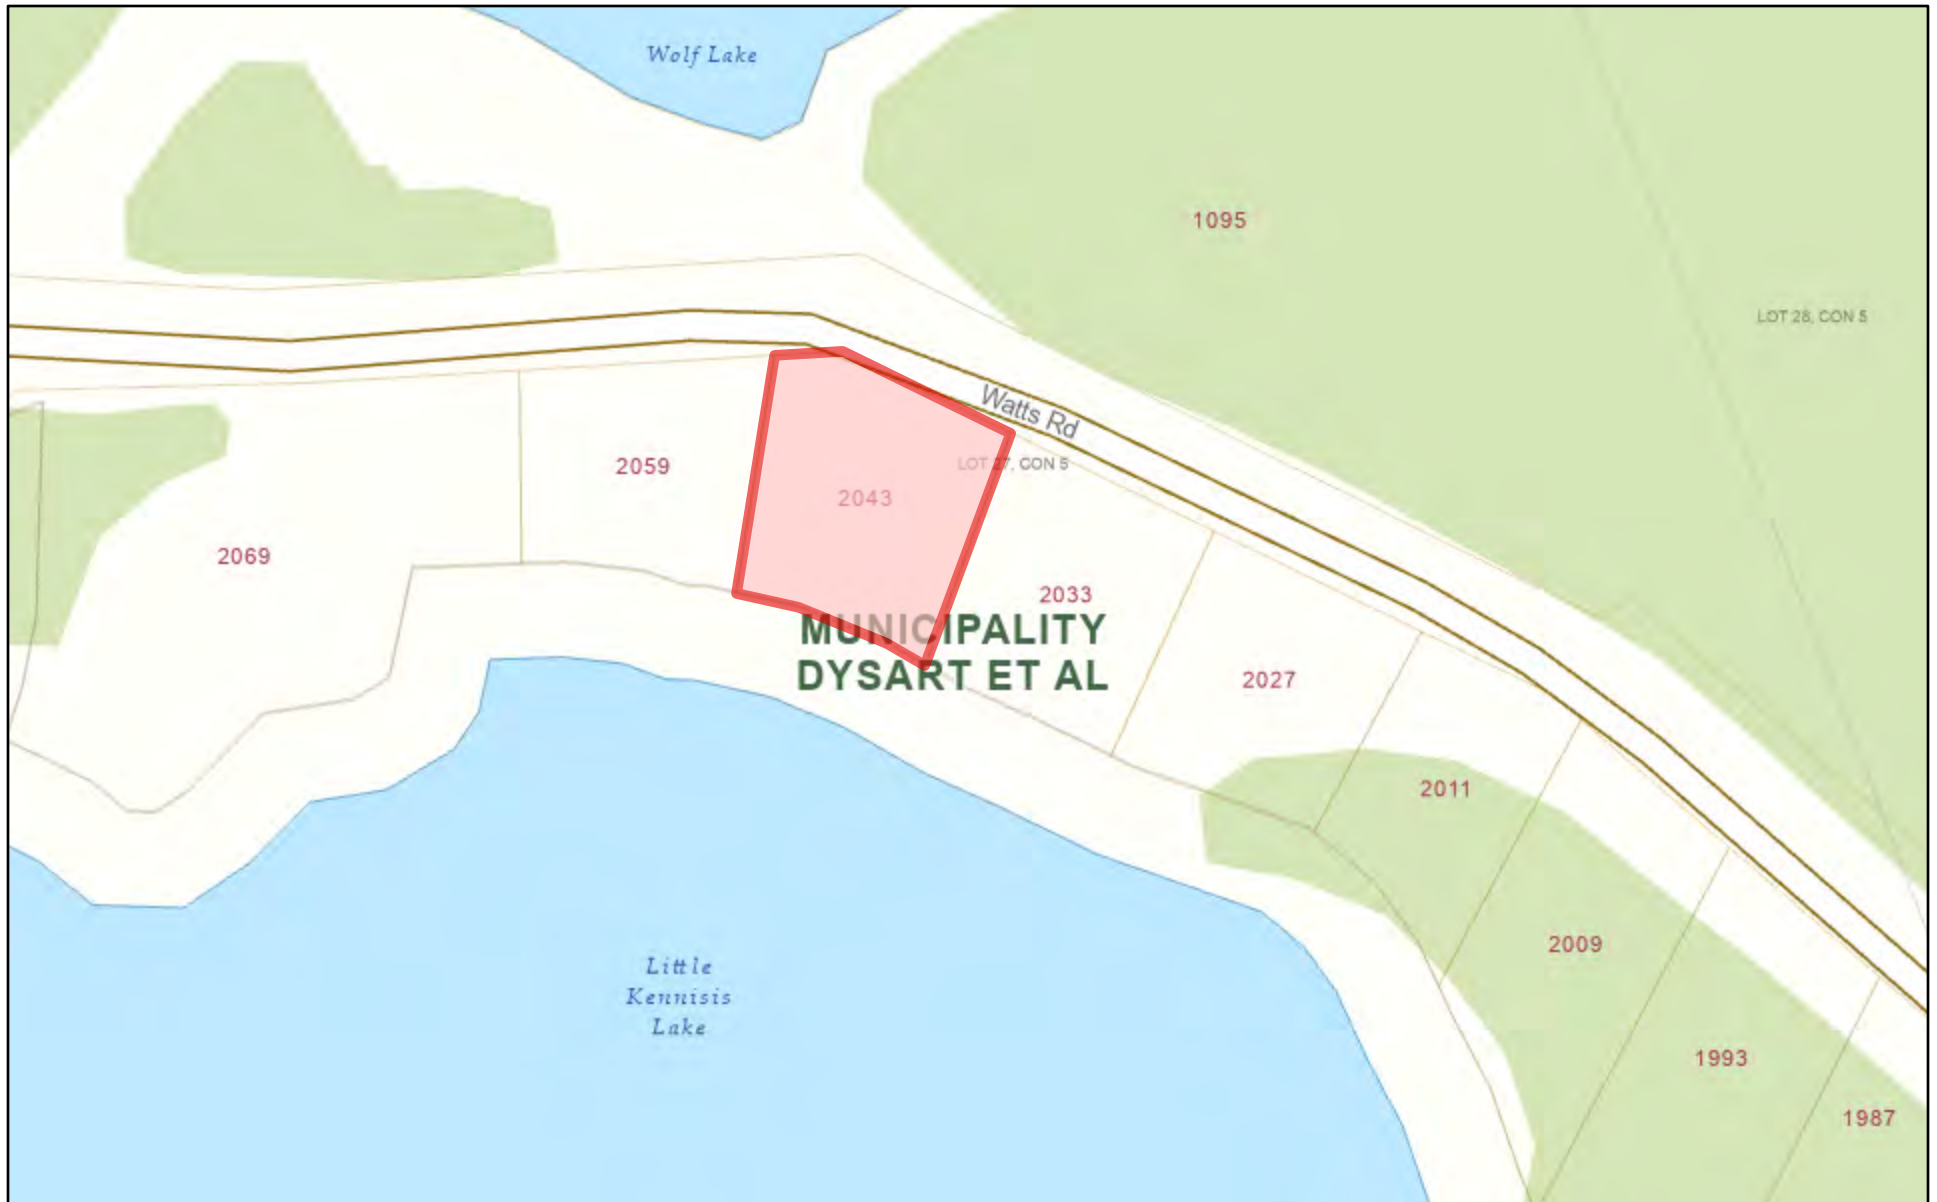 Wolf Lake
1095
LOT 28, CON 5
Watts Rd
2059
LOT 27, CON 5
2043
2069
2033
MUNICIPALITY
DYSART ET AL
2027
2011
2009
Little
Kennisis
Lake
1993
1987